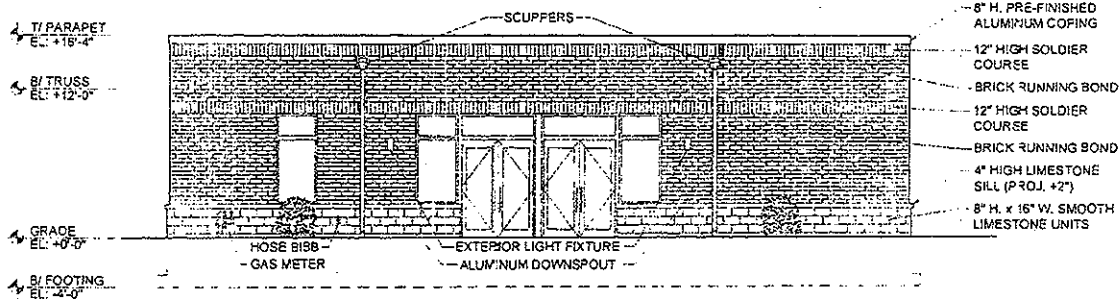 T/ PARAPET
EL: +16'-4"
B/ TRUSS
EL: +12'-0"
GRADE
EL: +0'-0"
B/ FOOTING
EL: -4'-0"
SCUPPERS
HOSE BIBB
GAS METER
EXTERIOR LIGHT FIXTURE
ALUMINUM DOWNSPOUT
8" H. PRE-FINISHED
ALUMINUM COPING
12" HIGH SOLDIER
COURSE
BRICK RUNNING BOND
12" HIGH SOLDIER
COURSE
BRICK RUNNING BOND
4" HIGH LIMESTONE
SILL (PROJ. +2")
8" H. x 16" W. SMOOTH
LIMESTONE UNITS